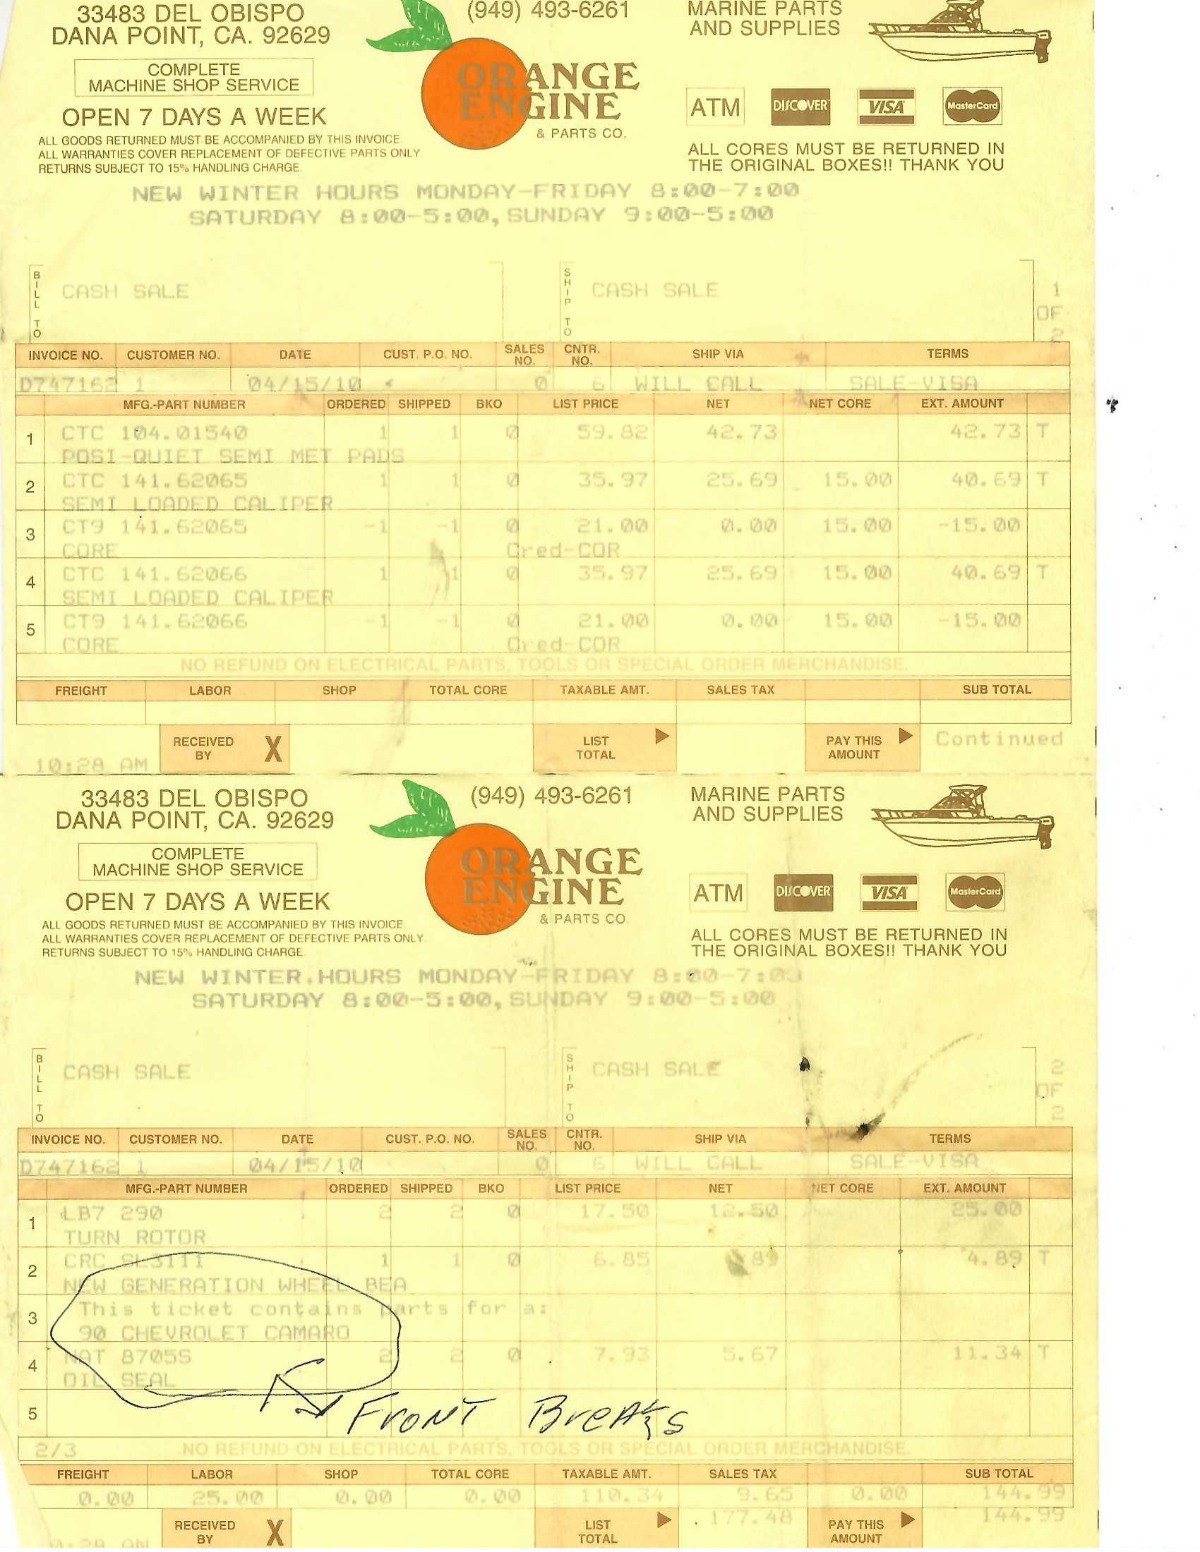 33483 DEL OBISPO
DANA POINT, CA. 92629
(949) 493-6261
MARINE PARTS
AND SUPPLIES
COMPLETE
MACHINE SHOP SERVICE
OPEN 7 DAYS A WEEK
ORANGE
ENGINE
& PARTS CO.
ATM DISCOVER VISA MasterCard
ALL GOODS RETURNED MUST BE ACCOMPANIED BY THIS INVOICE
ALL WARRANTIES COVER REPLACEMENT OF DEFECTIVE PARTS ONLY
RETURNS SUBJECT TO 15% HANDLING CHARGE
ALL CORES MUST BE RETURNED IN
THE ORIGINAL BOXES!! THANK YOU
NEW WINTER HOURS MONDAY-FRIDAY 8:00-7:00
SATURDAY 8:00-5:00, SUNDAY 9:00-5:00
BILL TO CASH SALE SHIP TO CASH SALE 1 OF 2
INVOICE NO. CUSTOMER NO. DATE CUST. P.O. NO. SALES NO. CNTR. NO. SHIP VIA TERMS
D747162 1 04/15/10 0 6 WILL CALL SALE-VISA
MFG.-PART NUMBER ORDERED SHIPPED BKO LIST PRICE NET NET CORE EXT. AMOUNT
1 CTC 104.01540 1 1 0 59.82 42.73 42.73 T
POSI-QUIET SEMI MET PADS
2 CTC 141.62065 1 1 0 35.97 25.69 15.00 40.69 T
SEMI LOADED CALIPER
3 CT9 141.62065 -1 -1 0 21.00 0.00 15.00 -15.00
CORE Cred-COR
4 CTC 141.62066 1 1 0 35.97 25.69 15.00 40.69 T
SEMI LOADED CALIPER
5 CT9 141.62066 -1 -1 0 21.00 0.00 15.00 -15.00
CORE Cred-COR
NO REFUND ON ELECTRICAL PARTS, TOOLS OR SPECIAL ORDER MERCHANDISE.
FREIGHT LABOR SHOP TOTAL CORE TAXABLE AMT. SALES TAX SUB TOTAL
10:28 AM RECEIVED BY X LIST TOTAL PAY THIS AMOUNT Continued
33483 DEL OBISPO
DANA POINT, CA. 92629
(949) 493-6261
MARINE PARTS
AND SUPPLIES
COMPLETE
MACHINE SHOP SERVICE
OPEN 7 DAYS A WEEK
ORANGE
ENGINE
& PARTS CO.
ATM DISCOVER VISA MasterCard
ALL GOODS RETURNED MUST BE ACCOMPANIED BY THIS INVOICE
ALL WARRANTIES COVER REPLACEMENT OF DEFECTIVE PARTS ONLY
RETURNS SUBJECT TO 15% HANDLING CHARGE
ALL CORES MUST BE RETURNED IN
THE ORIGINAL BOXES!! THANK YOU
NEW WINTER HOURS MONDAY-FRIDAY 8:00-7:00
SATURDAY 8:00-5:00, SUNDAY 9:00-5:00
BILL TO CASH SALE SHIP TO CASH SALE 2 OF 2
INVOICE NO. CUSTOMER NO. DATE CUST. P.O. NO. SALES NO. CNTR. NO. SHIP VIA TERMS
D747162 1 04/15/10 0 6 WILL CALL SALE-VISA
MFG.-PART NUMBER ORDERED SHIPPED BKO LIST PRICE NET NET CORE EXT. AMOUNT
1 LB7 290 2 2 0 17.50 12.50 25.00
TURN ROTOR
2 CRC SL3111 1 1 0 6.85 89 4.89 T
NEW GENERATION WHEEL BEA
3 This ticket contains parts for a:
90 CHEVROLET CAMARO
4 NAT 8705S 2 2 0 7.93 5.67 11.34 T
OIL SEAL
5 FRONT Breaks
2/3 NO REFUND ON ELECTRICAL PARTS, TOOLS OR SPECIAL ORDER MERCHANDISE.
FREIGHT LABOR SHOP TOTAL CORE TAXABLE AMT. SALES TAX SUB TOTAL
0.00 25.00 0.00 0.00 110.34 9.65 0.00 144.99
RECEIVED BY X LIST TOTAL 177.48 PAY THIS AMOUNT 144.99